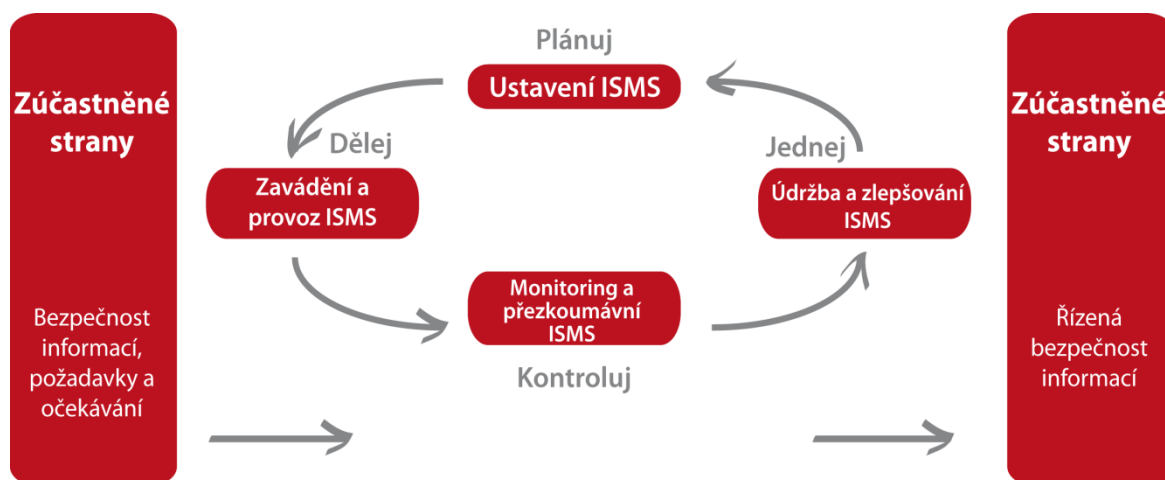 Zúčastněné
strany
Bezpečnost
informací,
požadavky a
očekávání
Plánuj
Ustavení ISMS
Dělej
Zavádění a
provoz ISMS
Monitoring a
přezkoumávní
ISMS
Kontroluj
Jednej
Údržba a zlepšování
ISMS
Zúčastněné
strany
Řízená
bezpečnost
informací